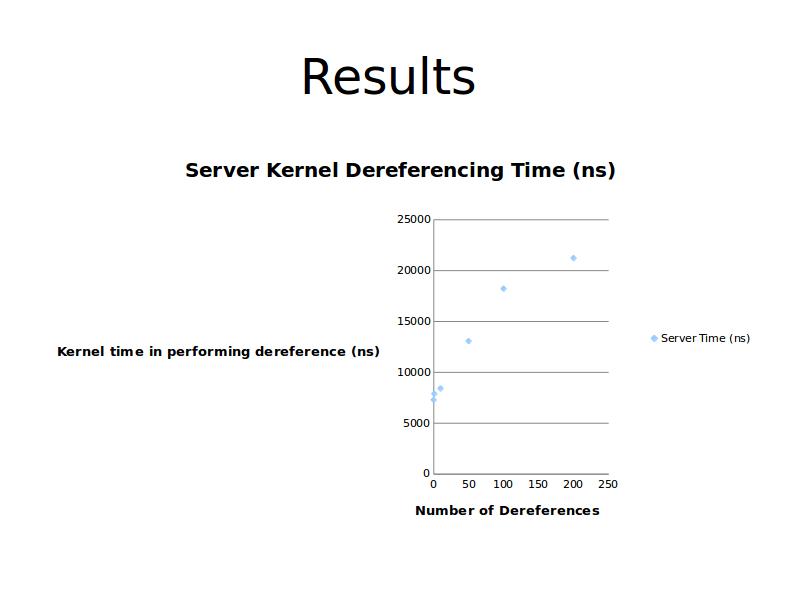 Results
Server Kernel Dereferencing Time (ns)
25000
20000
15000
10000
5000
0
Kernel time in performing dereference (ns)
Server Time (ns)
0 50 100 150 200 250
Number of Dereferences